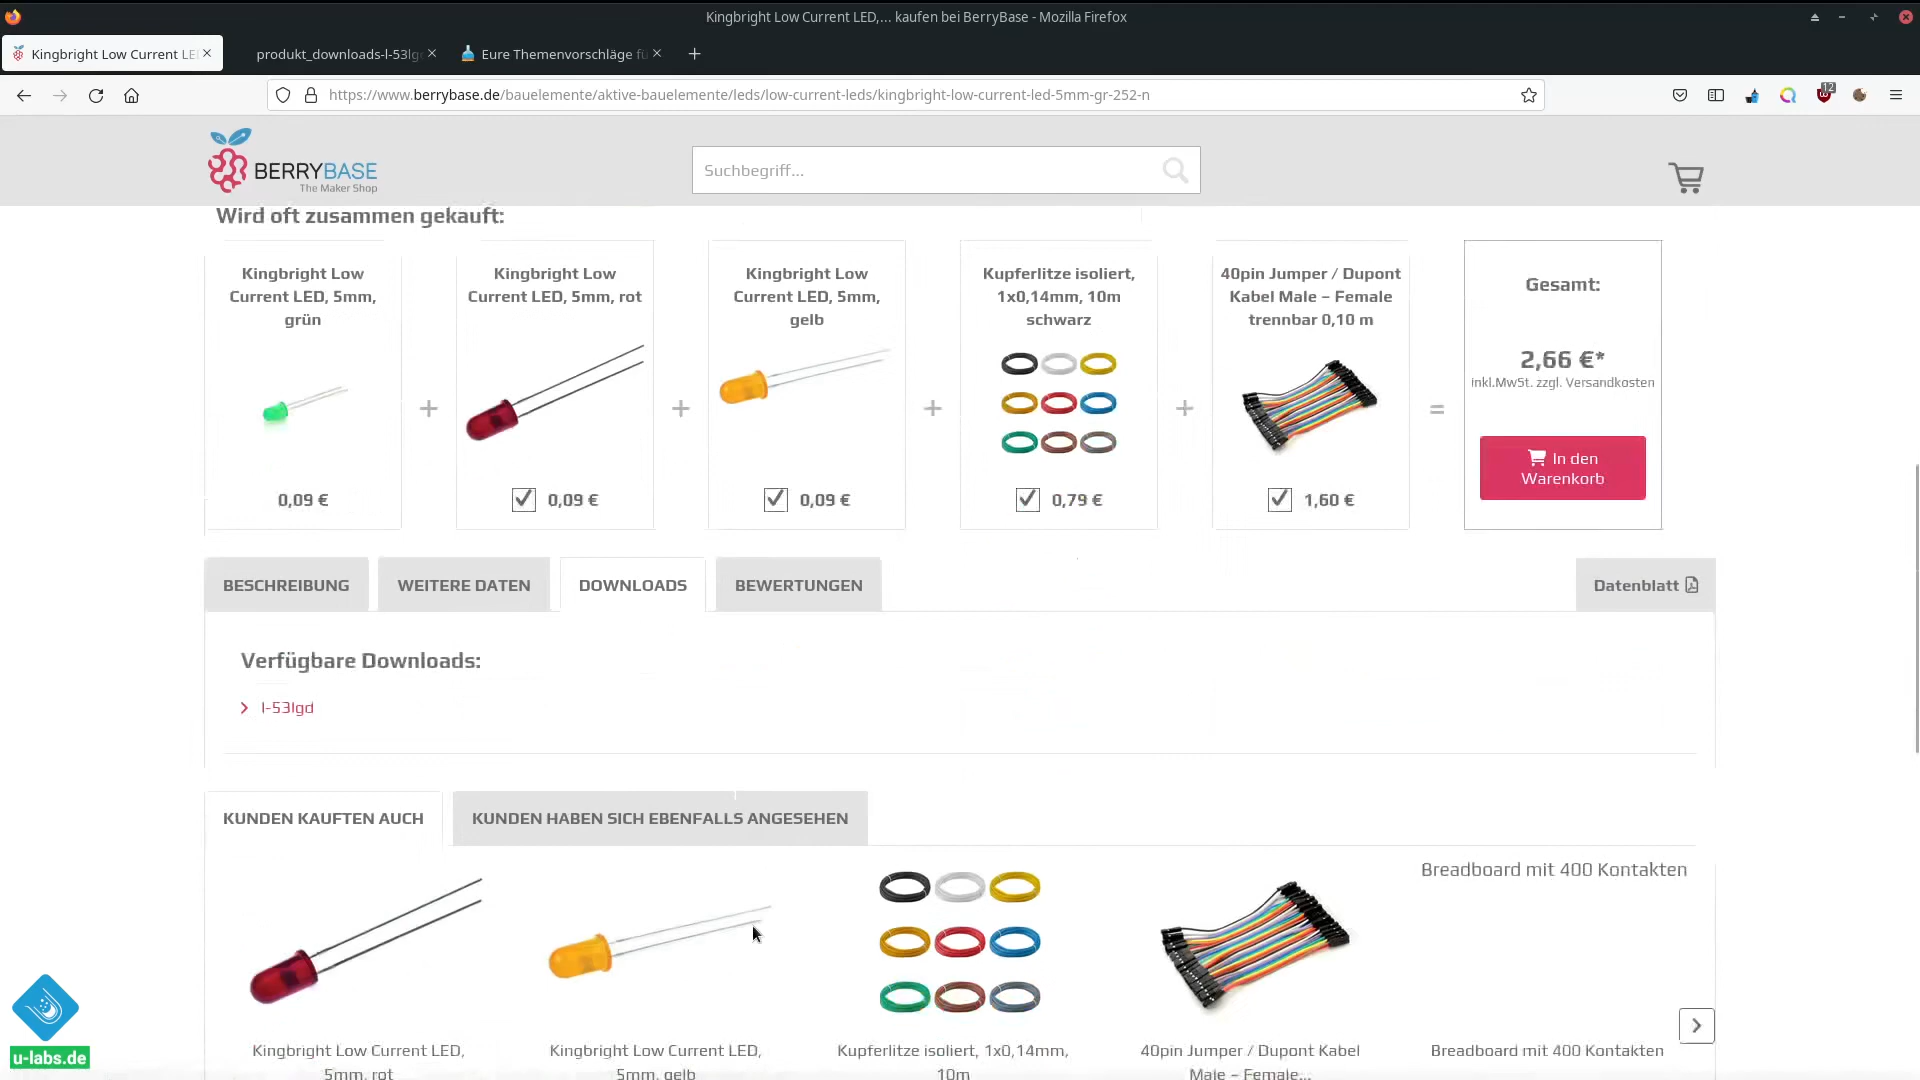 Kingbright Low Current LED,... kaufen bei BerryBase - Mozilla Firefox
Kingbright Low Current LE
produkt_downloads-l-53lg
Eure Themenvorschläge fü
https://www.berrybase.de/bauelemente/aktive-bauelemente/leds/low-current-leds/kingbright-low-current-led-5mm-gr-252-n
12
BERRYBASE
The Maker Shop
Suchbegriff...
Wird oft zusammen gekauft:
Kingbright Low
Current LED, 5mm,
grün
0,09 €
+
Kingbright Low
Current LED, 5mm, rot
0,09 €
+
Kingbright Low
Current LED, 5mm,
gelb
0,09 €
+
Kupferlitze isoliert,
1x0,14mm, 10m
schwarz
0,79 €
+
40pin Jumper / Dupont
Kabel Male – Female
trennbar 0,10 m
1,60 €
=
Gesamt:
2,66 €*
inkl.MwSt. zzgl. Versandkosten
In den
Warenkorb
BESCHREIBUNG
WEITERE DATEN
DOWNLOADS
BEWERTUNGEN
Datenblatt
Verfügbare Downloads:
l-53lgd
KUNDEN KAUFTEN AUCH
KUNDEN HABEN SICH EBENFALLS ANGESEHEN
Breadboard mit 400 Kontakten
Kingbright Low Current LED,
5mm, rot
Kingbright Low Current LED,
5mm, gelb
Kupferlitze isoliert, 1x0,14mm,
10m
40pin Jumper / Dupont Kabel
Male – Female...
Breadboard mit 400 Kontakten
u-labs.de